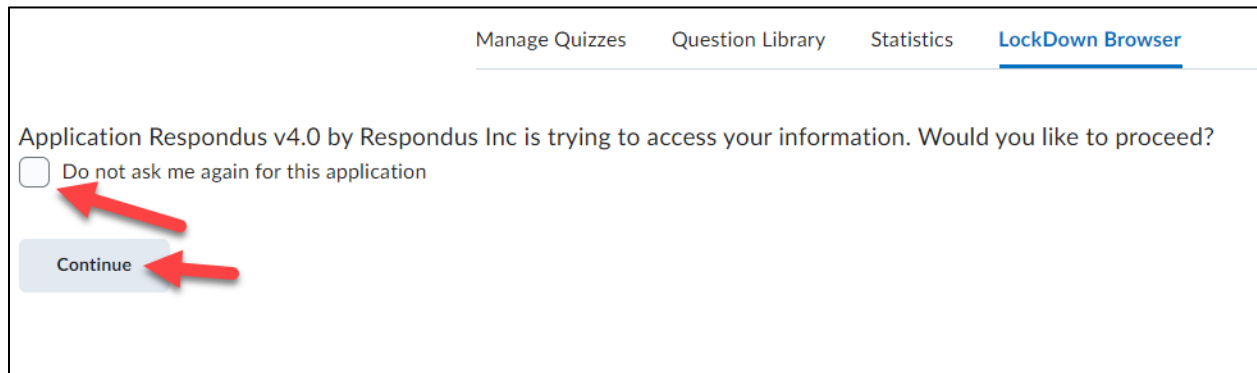 Manage Quizzes Question Library Statistics LockDown Browser
Application Respondus v4.0 by Respondus Inc is trying to access your information. Would you like to proceed?
Do not ask me again for this application
Continue